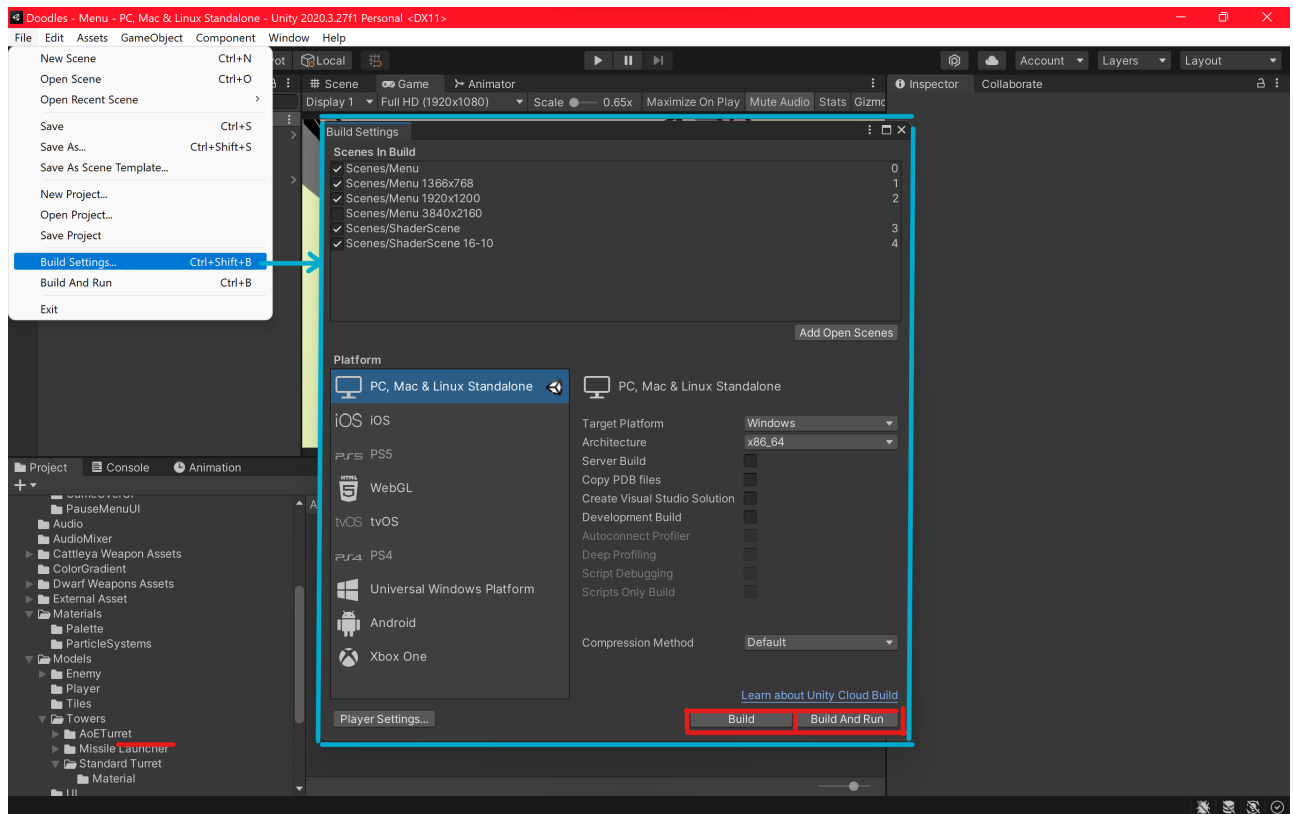 Doodles - Menu - PC, Mac & Linux Standalone - Unity 2020.3.27f1 Personal <DX11>
File Edit Assets GameObject Component Window Help
New Scene Ctrl+N
Open Scene Ctrl+O
Open Recent Scene
Save Ctrl+S
Save As... Ctrl+Shift+S
Save As Scene Template...
New Project...
Open Project...
Save Project
Build Settings... Ctrl+Shift+B
Build And Run Ctrl+B
Exit
Local
Account Layers Layout
Scene Game Animator
Inspector Collaborate
Display 1 Full HD (1920x1080) Scale 0.65x Maximize On Play Mute Audio Stats Gizmo
Build Settings
Scenes In Build
Scenes/Menu 0
Scenes/Menu 1366x768 1
Scenes/Menu 1920x1200 2
Scenes/Menu 3840x2160
Scenes/ShaderScene 3
Scenes/ShaderScene 16-10 4
Add Open Scenes
Platform
PC, Mac & Linux Standalone
iOS iOS
PS5 PS5
HTML 5 WebGL
tvOS tvOS
PS4 PS4
Universal Windows Platform
Android
Xbox One
PC, Mac & Linux Standalone
Target Platform Windows
Architecture x86_64
Server Build
Copy PDB files
Create Visual Studio Solution
Development Build
Autoconnect Profiler
Deep Profiling
Script Debugging
Scripts Only Build
Compression Method Default
Learn about Unity Cloud Build
Player Settings... Build Build And Run
Project Console Animation
PauseMenuUI
Audio
AudioMixer
Cattleya Weapon Assets
ColorGradient
Dwarf Weapons Assets
External Asset
Materials
Palette
ParticleSystems
Models
Enemy
Player
Tiles
Towers
AoETurret
Missile Launcher
Standard Turret
Material
UI